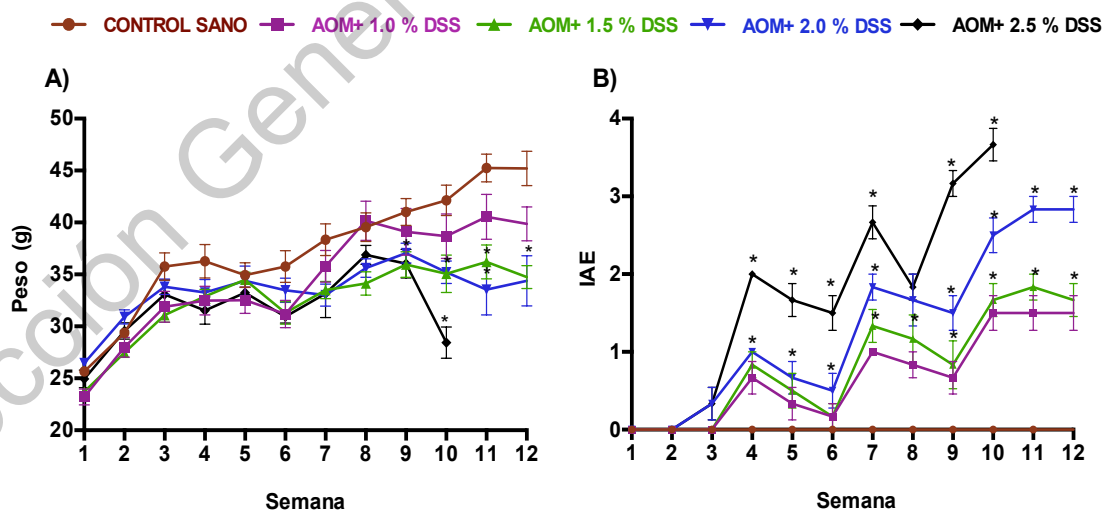 CONTROL SANO AOM+ 1.0 % DSS AOM+ 1.5 % DSS AOM+ 2.0 % DSS AOM+ 2.5 % DSS
A)
Peso (g)
50
45
40
35
30
25
20
1 2 3 4 5 6 7 8 9 10 11 12
Semana
B)
IAE
4
3
2
1
0
1 2 3 4 5 6 7 8 9 10 11 12
Semana
* * * * * *
* * * * * * * * * * * * * * * * * * * * *